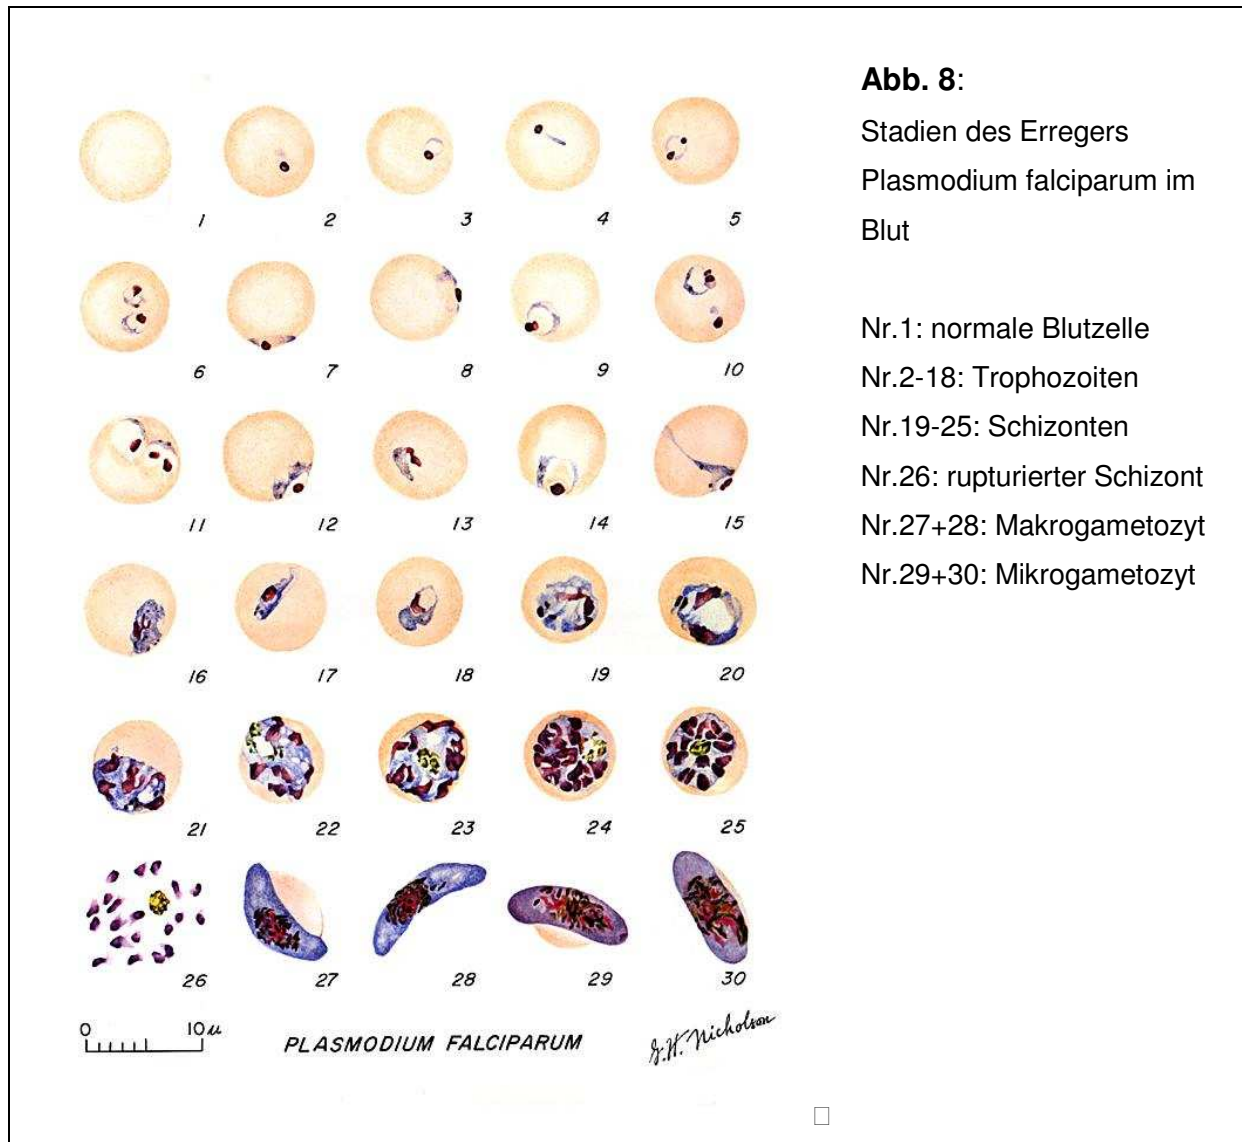 Abb. 8:
Stadien des Erregers
Plasmodium falciparum im
Blut
Nr.1: normale Blutzelle
Nr.2-18: Trophozoiten
Nr.19-25: Schizonten
Nr.26: rupturierter Schizont
Nr.27+28: Makrogametozyt
Nr.29+30: Mikrogametozyt
1 2 3 4 5
6 7 8 9 10
11 12 13 14 15
16 17 18 19 20
21 22 23 24 25
26 27 28 29 30
0 10µ
PLASMODIUM FALCIPARUM
G.H. Nicholson